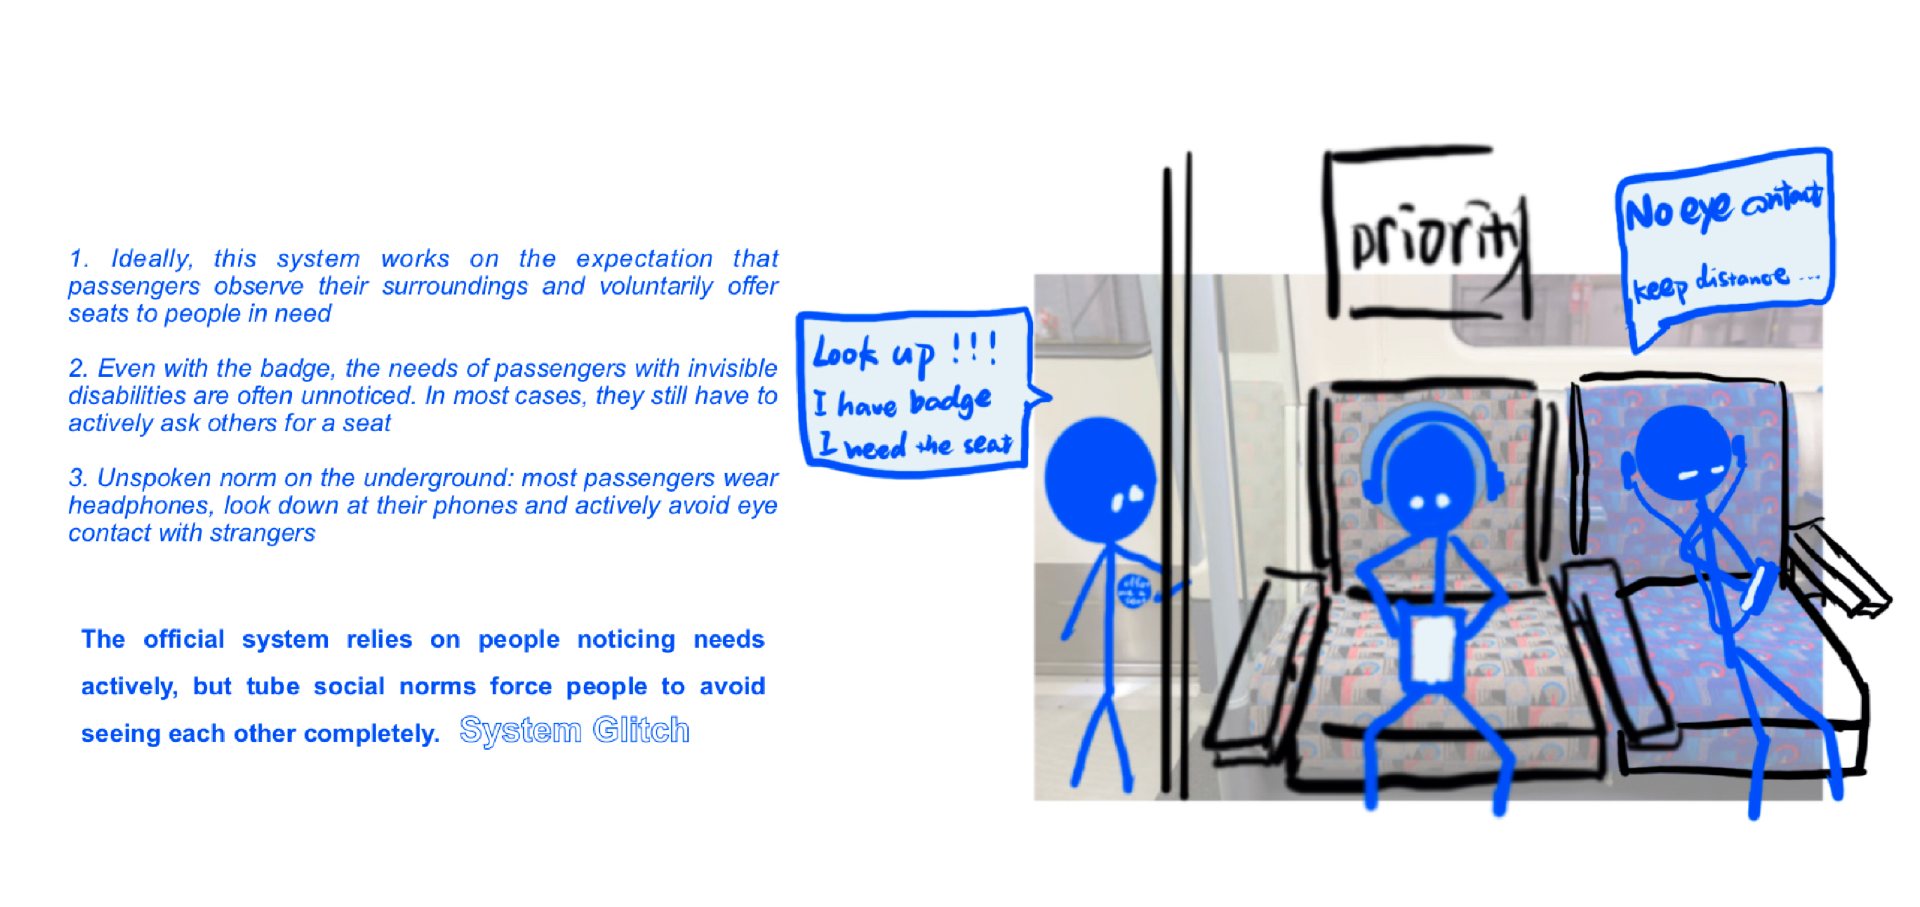 1. Ideally, this system works on the expectation that
passengers observe their surroundings and voluntarily offer
seats to people in need
2. Even with the badge, the needs of passengers with invisible
disabilities are often unnoticed. In most cases, they still have to
actively ask others for a seat
3. Unspoken norm on the underground: most passengers wear
headphones, look down at their phones and actively avoid eye
contact with strangers
The official system relies on people noticing needs
actively, but tube social norms force people to avoid
seeing each other completely. System Glitch
Look up !!!
I have badge
I need the seat
offer
me a
seat
priority
No eye contact
keep distance ...